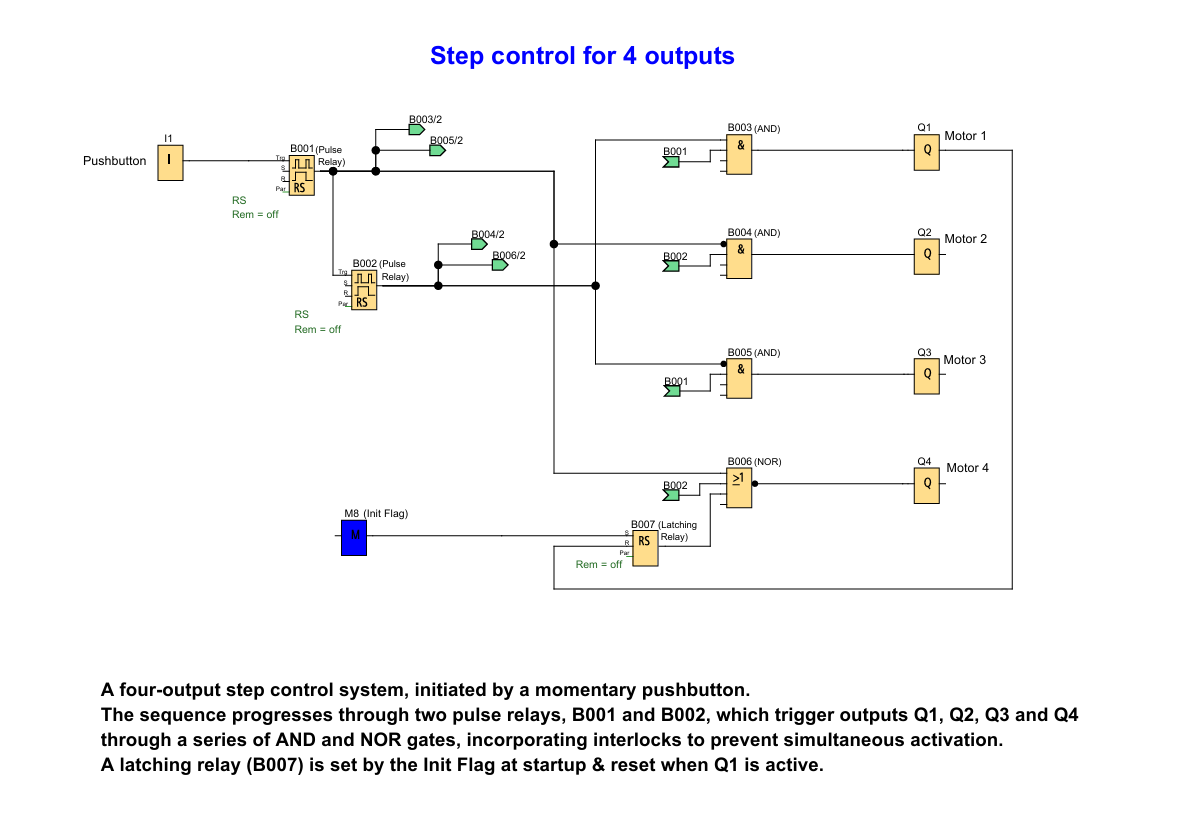 Step control for 4 outputs
B003/2
B005/2
I1
I
Pushbutton
B001 (Pulse Relay)
Trg
S
R
Par
RS
RS
Rem = off
B004/2
B006/2
B002 (Pulse Relay)
Trg
S
R
Par
RS
RS
Rem = off
B003 (AND)
B001
&
Q1
Q
Motor 1
B004 (AND)
B002
&
Q2
Q
Motor 2
B005 (AND)
B001
&
Q3
Q
Motor 3
B006 (NOR)
B002
≥1
Q4
Q
Motor 4
M8 (Init Flag)
M
B007 (Latching Relay)
S
R
Par
RS
Rem = off
A four-output step control system, initiated by a momentary pushbutton.
The sequence progresses through two pulse relays, B001 and B002, which trigger outputs Q1, Q2, Q3 and Q4
through a series of AND and NOR gates, incorporating interlocks to prevent simultaneous activation.
A latching relay (B007) is set by the Init Flag at startup & reset when Q1 is active.